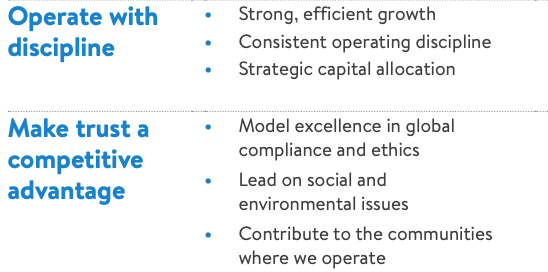 Operate with
discipline
• Strong, efficient growth
• Consistent operating discipline
• Strategic capital allocation
Make trust a
competitive
advantage
• Model excellence in global
compliance and ethics
• Lead on social and
environmental issues
• Contribute to the communities
where we operate